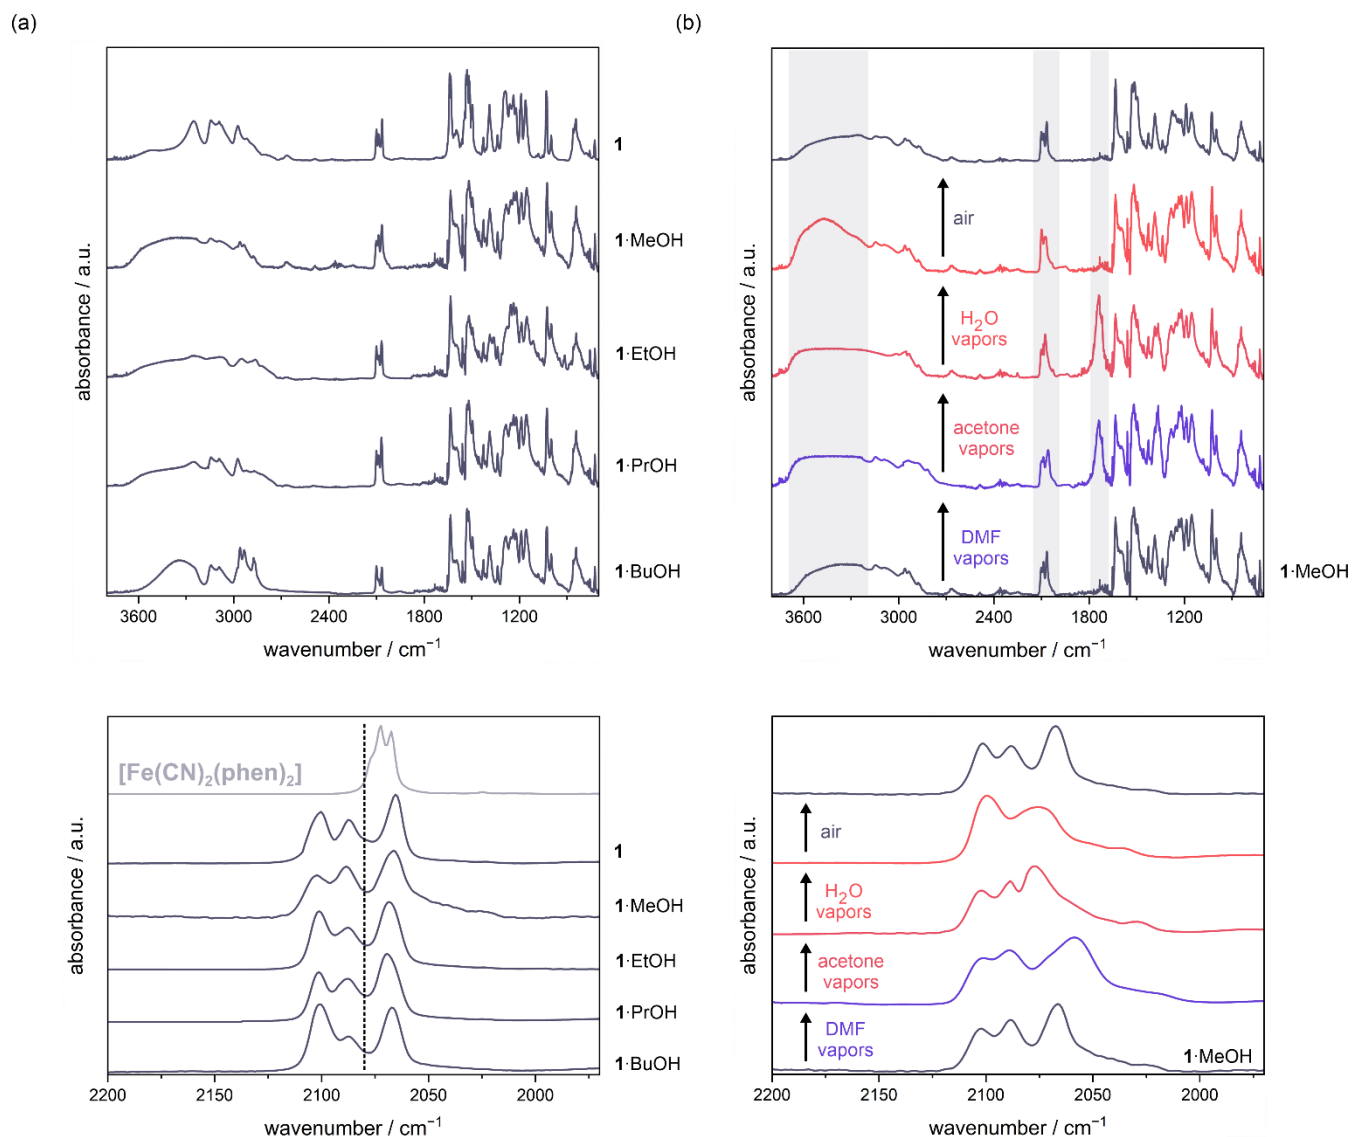 (a)
(b)
absorbance / a.u.
1
1·MeOH
1·EtOH
1·PrOH
1·BuOH
3600 3000 2400 1800 1200
wavenumber / cm⁻¹
absorbance / a.u.
air
H₂O
vapors
acetone
vapors
DMF
vapors
1·MeOH
3600 3000 2400 1800 1200
wavenumber / cm⁻¹
absorbance / a.u.
[Fe(CN)₂(phen)₂]
1
1·MeOH
1·EtOH
1·PrOH
1·BuOH
2200 2150 2100 2050 2000
wavenumber / cm⁻¹
absorbance / a.u.
air
H₂O
vapors
acetone
vapors
DMF
vapors
1·MeOH
2200 2150 2100 2050 2000
wavenumber / cm⁻¹